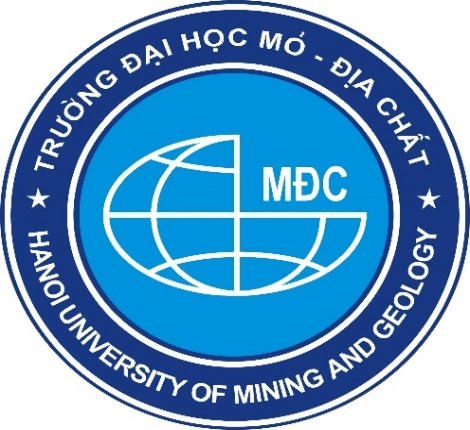 TRƯỜNG ĐẠI HỌC MỎ - ĐỊA CHẤT
MĐC
HANOI UNIVERSITY OF MINING AND GEOLOGY